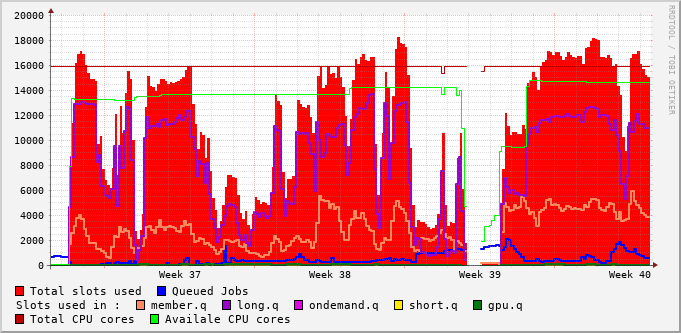 RRDTOOL / TOBI OETIKER
20000
18000
16000
14000
12000
10000
8000
6000
4000
2000
0
Week 37 Week 38 Week 39 Week 40
Total slots used Queued Jobs
Slots used in : member.q long.q ondemand.q short.q gpu.q
Total CPU cores Availale CPU cores